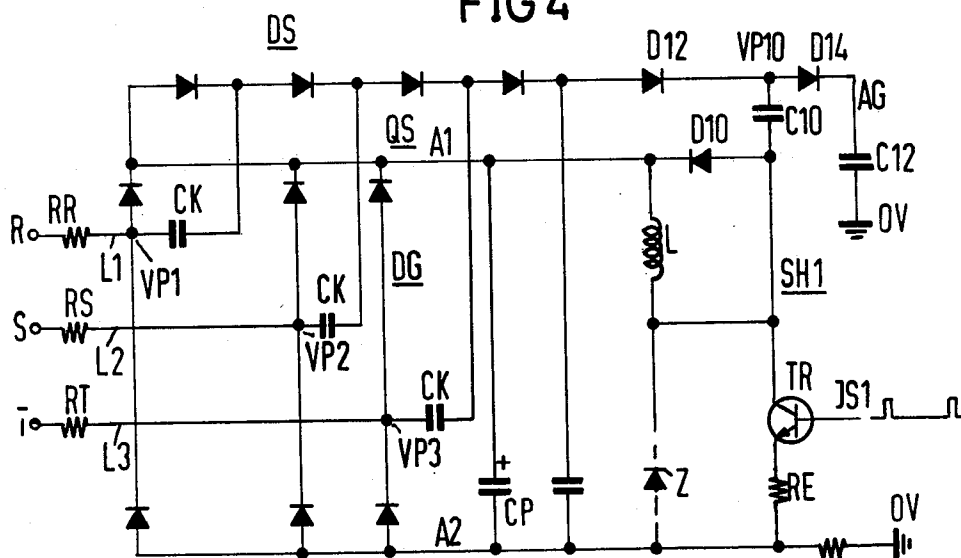 FIG 4
DS
D12
VP10
D14
AG
C10
QS
A1
D10
C12
0V
RR
CK
R
L1
VP1
DG
L
SH1
RS
CK
S
L2
VP2
RT
CK
TR
JS1
T
L3
VP3
+
Z
RE
CP
A2
0V